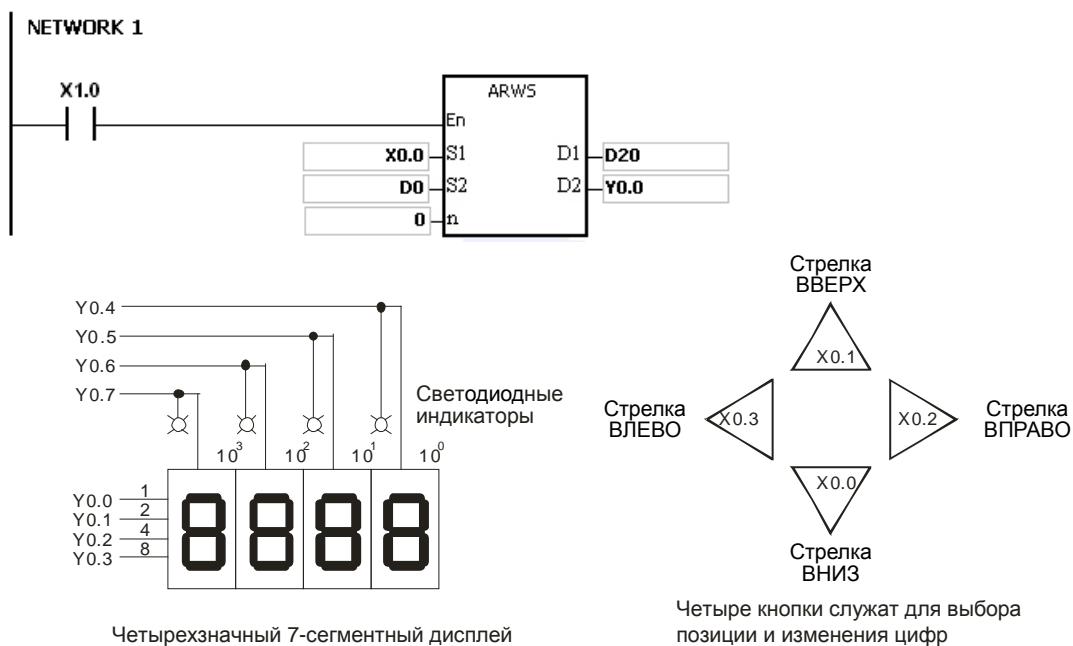 NETWORK 1
X1.0
ARWS
En
X0.0 S1 D1 D20
D0 S2 D2 Y0.0
0 n
Y0.4
Y0.5
Y0.6
Y0.7
Светодиодные
индикаторы
10³ 10² 10¹ 10⁰
Y0.0 1
Y0.1 2
Y0.2 4
Y0.3 8
Четырехзначный 7-сегментный дисплей
Стрелка
ВВЕРХ
X0.1
Стрелка
ВЛЕВО
X0.3
X0.2
Стрелка
ВПРАВО
X0.0
Стрелка
ВНИЗ
Четыре кнопки служат для выбора
позиции и изменения цифр